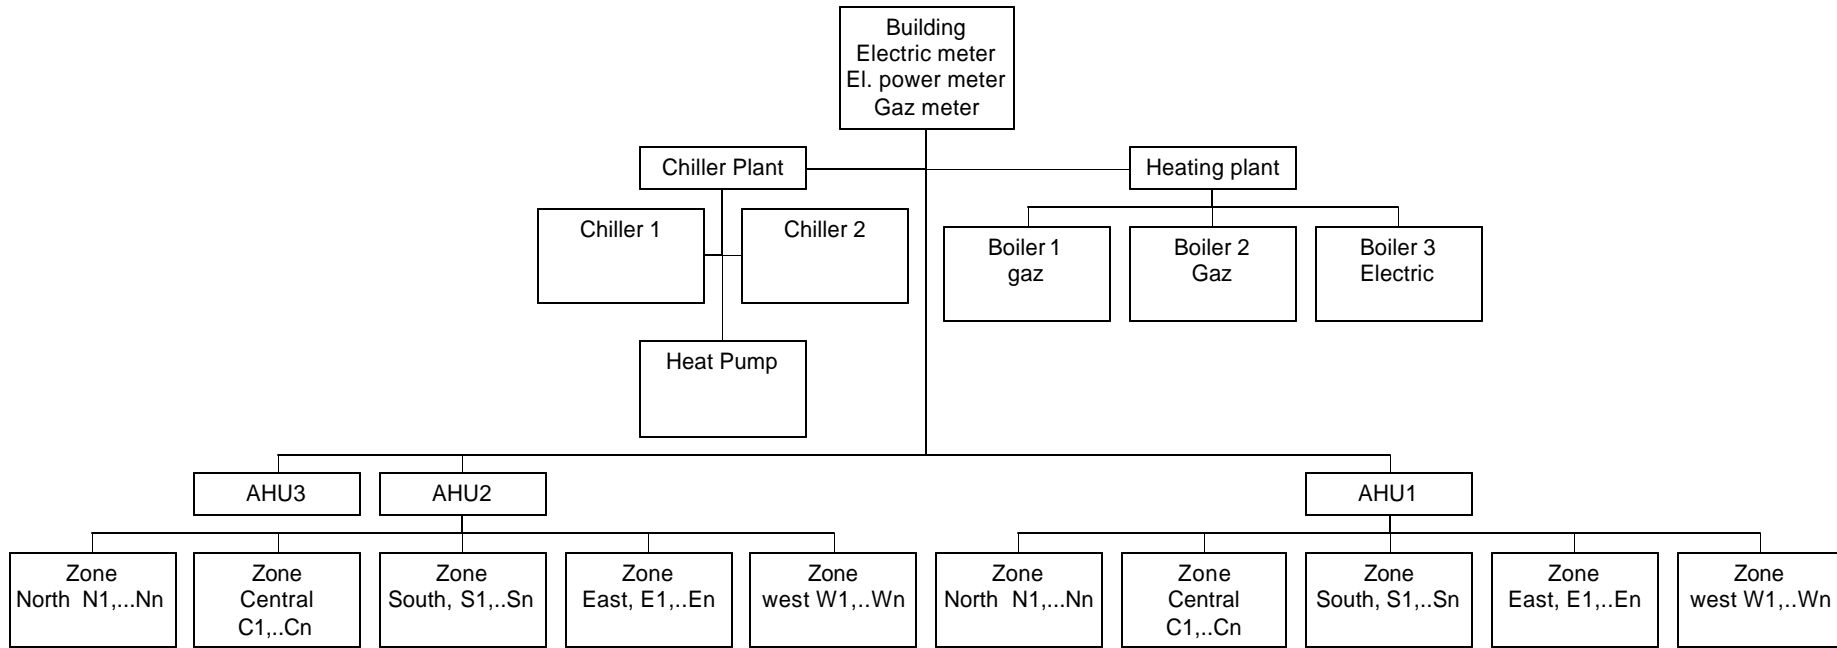 Building
Electric meter
El. power meter
Gaz meter
Chiller Plant
Heating plant
Chiller 1
Chiller 2
Boiler 1
gaz
Boiler 2
Gaz
Boiler 3
Electric
Heat Pump
AHU3
AHU2
AHU1
Zone
North N1,...Nn
Zone
Central
C1,..Cn
Zone
South, S1,..Sn
Zone
East, E1,..En
Zone
west W1,..Wn
Zone
North N1,...Nn
Zone
Central
C1,..Cn
Zone
South, S1,..Sn
Zone
East, E1,..En
Zone
west W1,..Wn